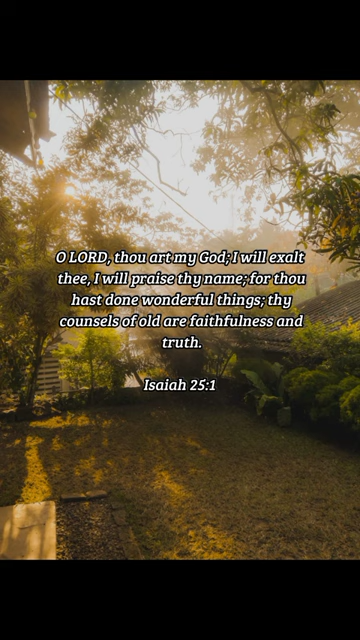 O LORD, thou art my God; I will exalt
thee, I will praise thy name; for thou
hast done wonderful things; thy
counsels of old are faithfulness and
truth.
Isaiah 25:1